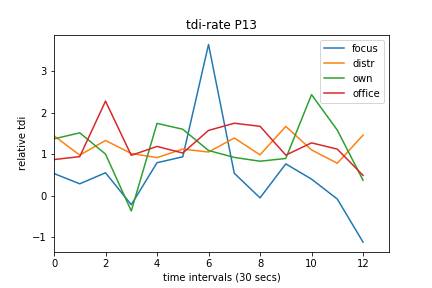 tdi-rate P13
focus
distr
own
office
relative tdi
3
2
1
0
−1
0 2 4 6 8 10 12
time intervals (30 secs)